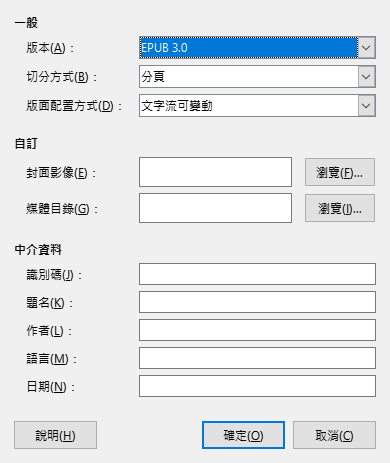 一般
版本(A)： EPUB 3.0
切分方式(B)： 分頁
版面配置方式(D)： 文字流可變動
自訂
封面影像(E)： 瀏覽(F)...
媒體目錄(G)： 瀏覽(I)...
中介資料
識別碼(J)：
題名(K)：
作者(L)：
語言(M)：
日期(N)：
說明(H) 確定(O) 取消(C)